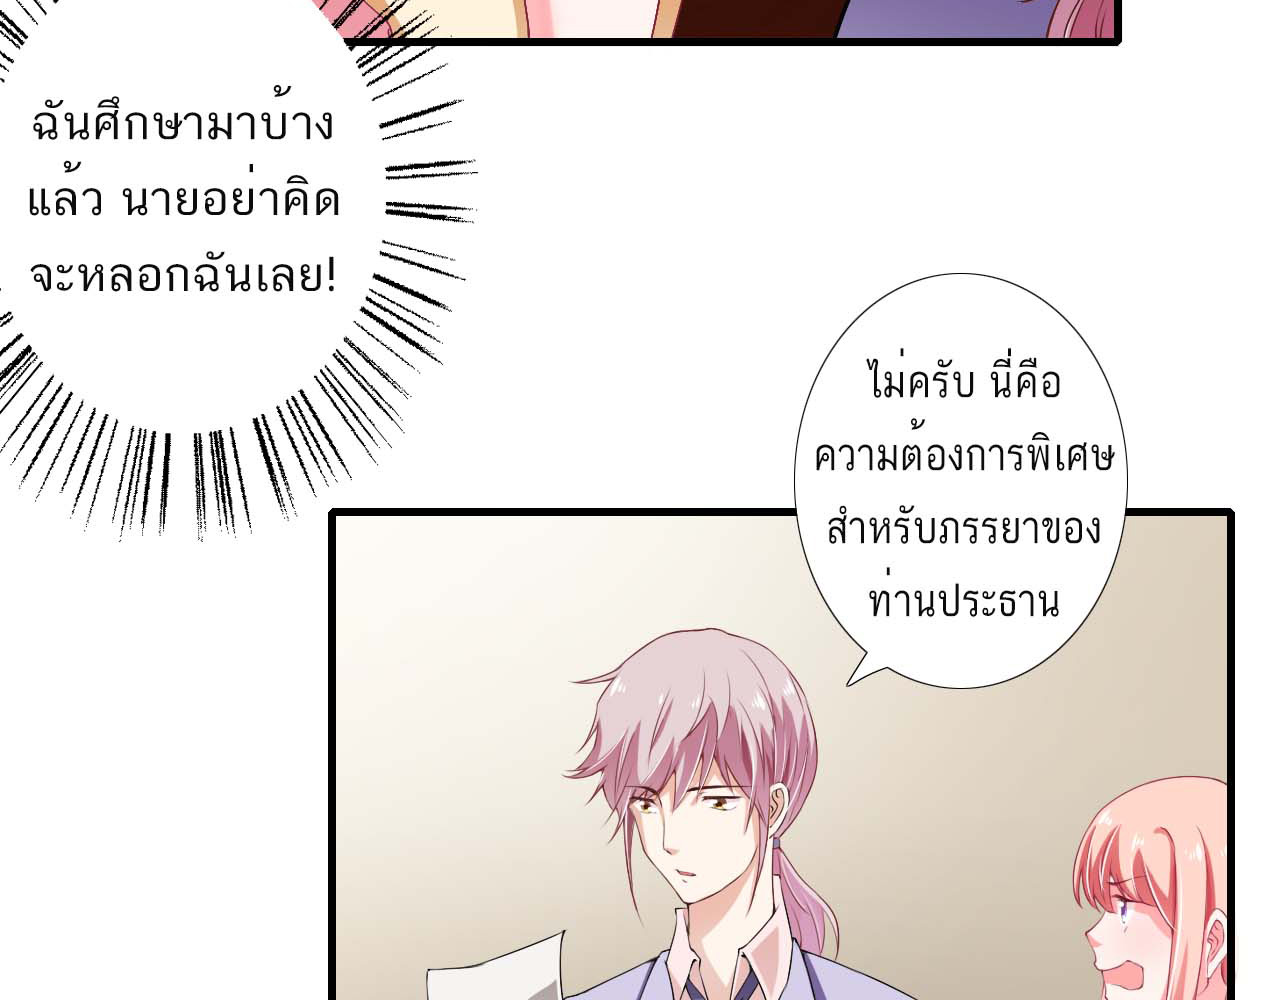 ฉันศึกษามาบ้าง
แล้ว นายอย่าคิด
จะหลอกฉันเลย!
ไม่ครับ นี่คือ
ความต้องการพิเศษ
สำหรับภรรยาของ
ท่านประธาน